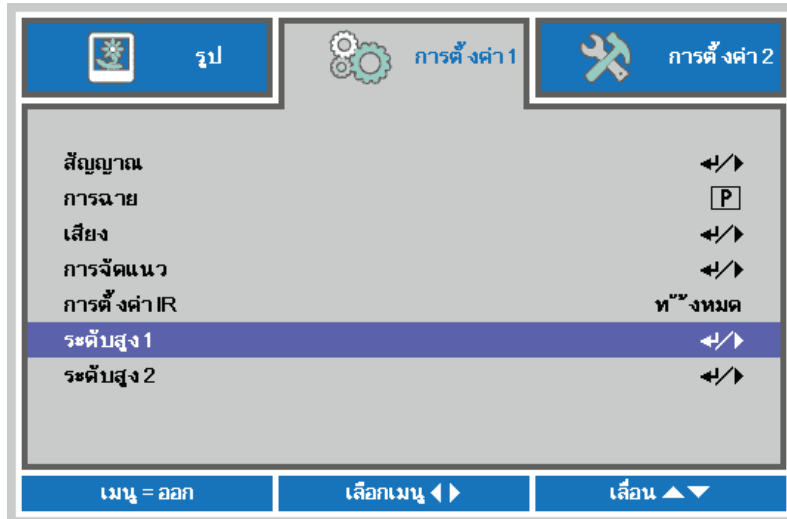 รูป
การตั้งค่า 1
การตั้งค่า 2
สัญญาณ
การฉาย P
เสียง
การจัดแนว
การตั้งค่า IR ท ั ้งหมด
ระดับสูง 1
ระดับสูง 2
เมนู = ออก
เลือกเมนู
เลื่อน